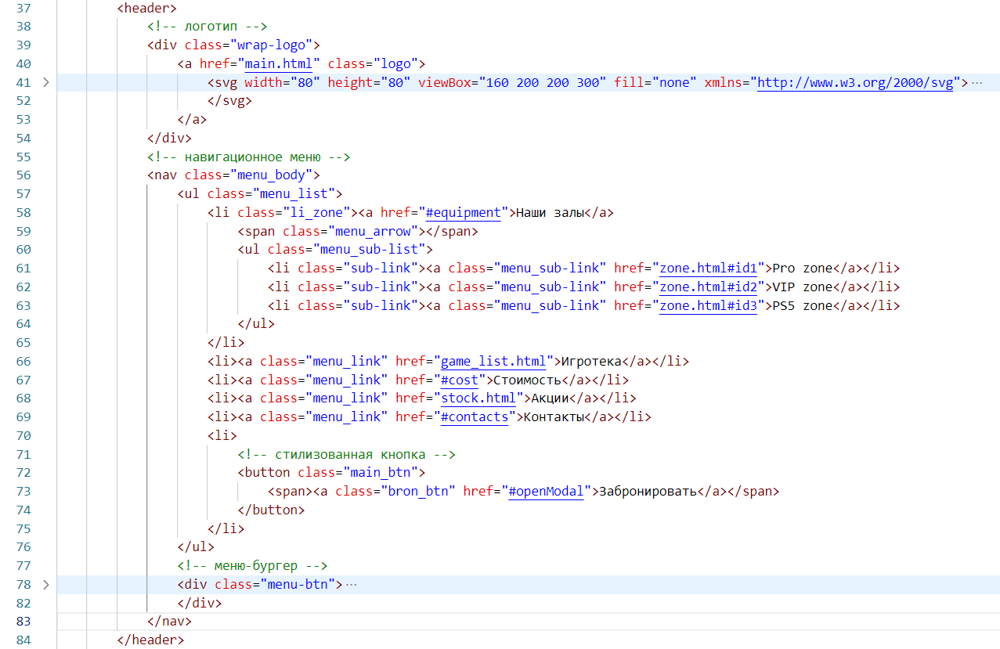 37 <header>
38 <!-- логотип -->
39 <div class="wrap-logo">
40 <a href="main.html" class="logo">
41 <svg width="80" height="80" viewBox="160 200 200 300" fill="none" xmlns="http://www.w3.org/2000/svg">…
52 </svg>
53 </a>
54 </div>
55 <!-- навигационное меню -->
56 <nav class="menu_body">
57 <ul class="menu_list">
58 <li class="li_zone"><a href="#equipment">Наши залы</a>
59 <span class="menu_arrow"></span>
60 <ul class="menu_sub-list">
61 <li class="sub-link"><a class="menu_sub-link" href="zone.html#id1">Pro zone</a></li>
62 <li class="sub-link"><a class="menu_sub-link" href="zone.html#id2">VIP zone</a></li>
63 <li class="sub-link"><a class="menu_sub-link" href="zone.html#id3">PS5 zone</a></li>
64 </ul>
65 </li>
66 <li><a class="menu_link" href="game_list.html">Игротека</a></li>
67 <li><a class="menu_link" href="#cost">Стоимость</a></li>
68 <li><a class="menu_link" href="stock.html">Акции</a></li>
69 <li><a class="menu_link" href="#contacts">Контакты</a></li>
70 <li>
71 <!-- стилизованная кнопка -->
72 <button class="main_btn">
73 <span><a class="bron_btn" href="#openModal">Забронировать</a></span>
74 </button>
75 </li>
76 </ul>
77 <!-- меню-бургер -->
78 <div class="menu-btn">…
82 </div>
83 </nav>
84 </header>